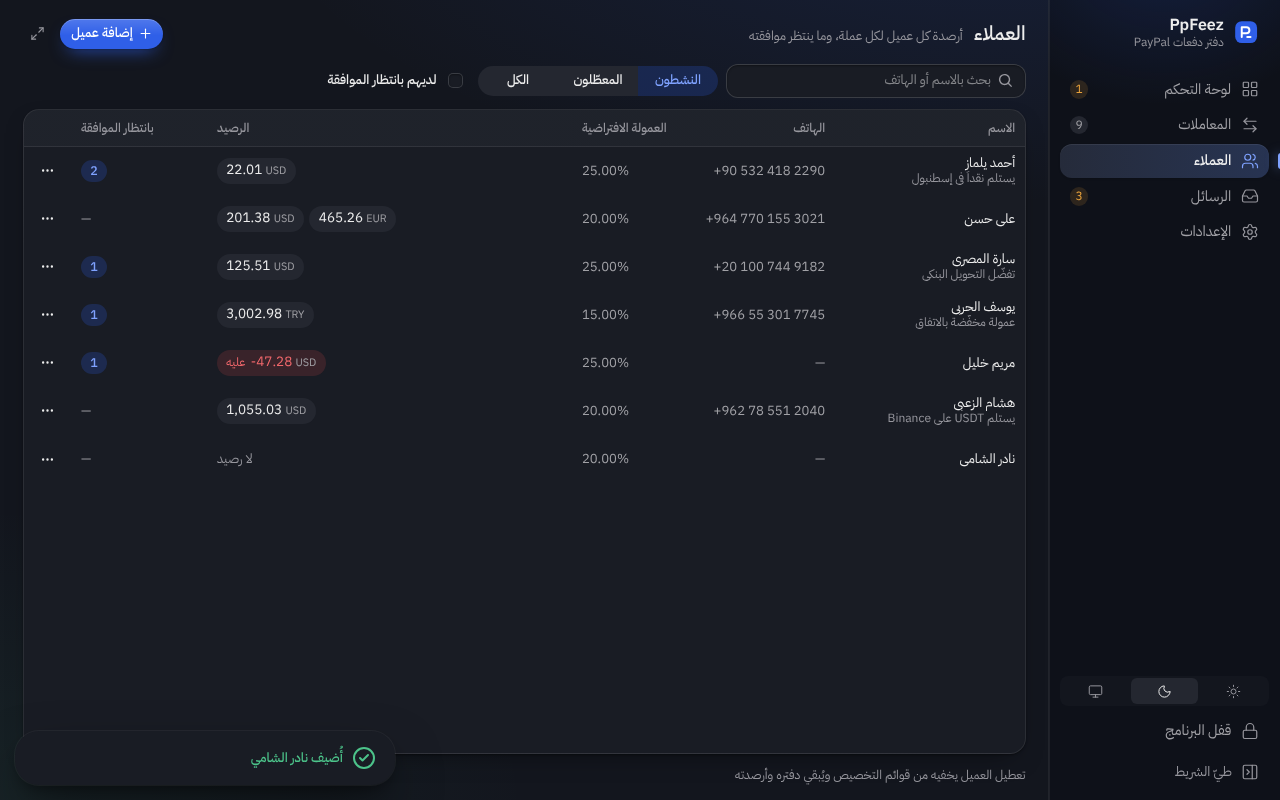 PpFeez
دفتر دفعات PayPal
لوحة التحكم 1
المعاملات 9
العملاء
الرسائل 3
الإعدادات
قفل البرنامج
طيّ الشريط
العملاء أرصدة كل عميل لكل عملة، وما ينتظر موافقته
إضافة عميل
بحث بالاسم أو الهاتف
النشطون المعطّلون الكل
لديهم بانتظار الموافقة
الاسم الهاتف العمولة الافتراضية الرصيد بانتظار الموافقة
أحمد يلماز +90 532 418 2290 25.00% 22.01 USD 2
يستلم نقداً في إسطنبول
علي حسن +964 770 155 3021 20.00% 465.26 EUR 201.38 USD —
سارة المصري +20 100 744 9182 25.00% 125.51 USD 1
تفضّل التحويل البنكي
يوسف الحربي +966 55 301 7745 15.00% 3,002.98 TRY 1
عمولة مخفّضة بالاتفاق
مريم خليل — 25.00% -47.28 USD عليه 1
هشام الزعبي +962 78 551 2040 20.00% 1,055.03 USD —
يستلم USDT على Binance
نادر الشامي — 20.00% لا رصيد —
تعطيل العميل يخفيه من قوائم التخصيص ويُبقي دفتره وأرصدته
أُضيف نادر الشامي